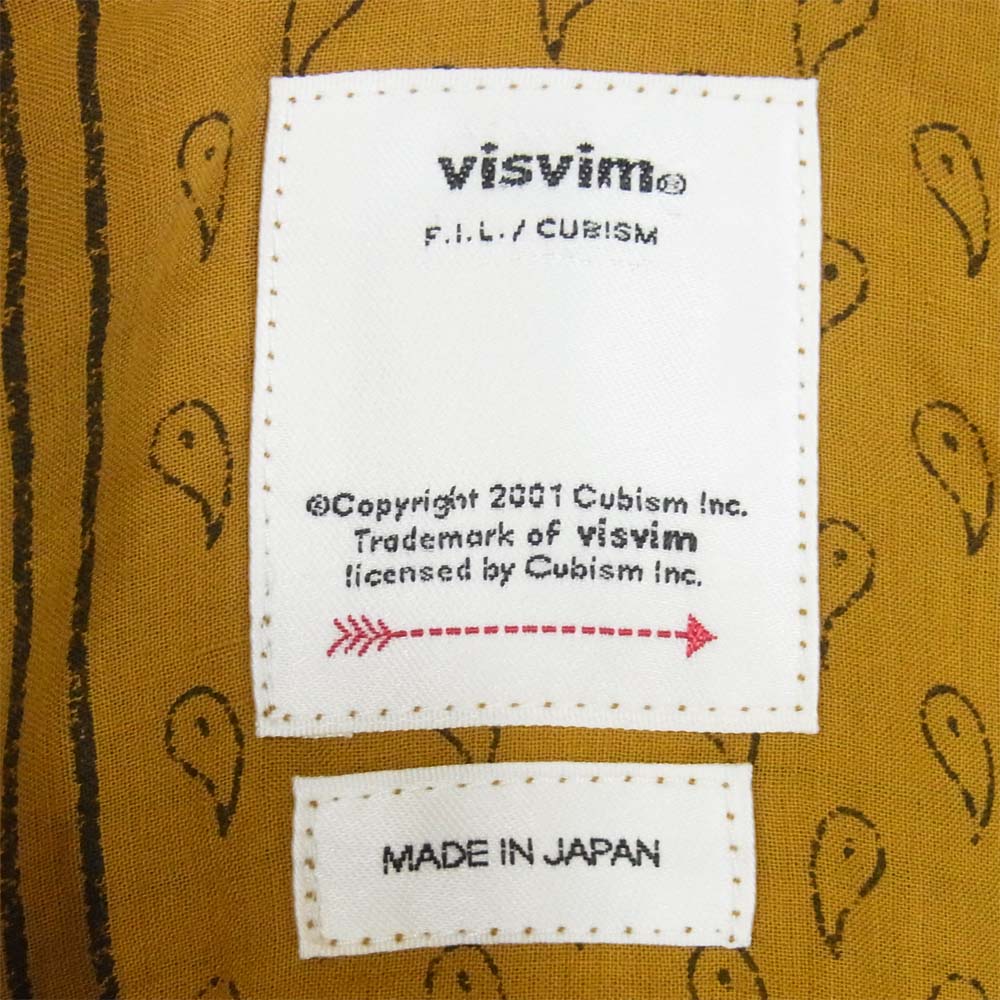 visvim®
F.I.L./ CUBISM
©Copyright 2001 Cubism Inc.
Trademark of visvim
licensed by Cubism Inc.
MADE IN JAPAN